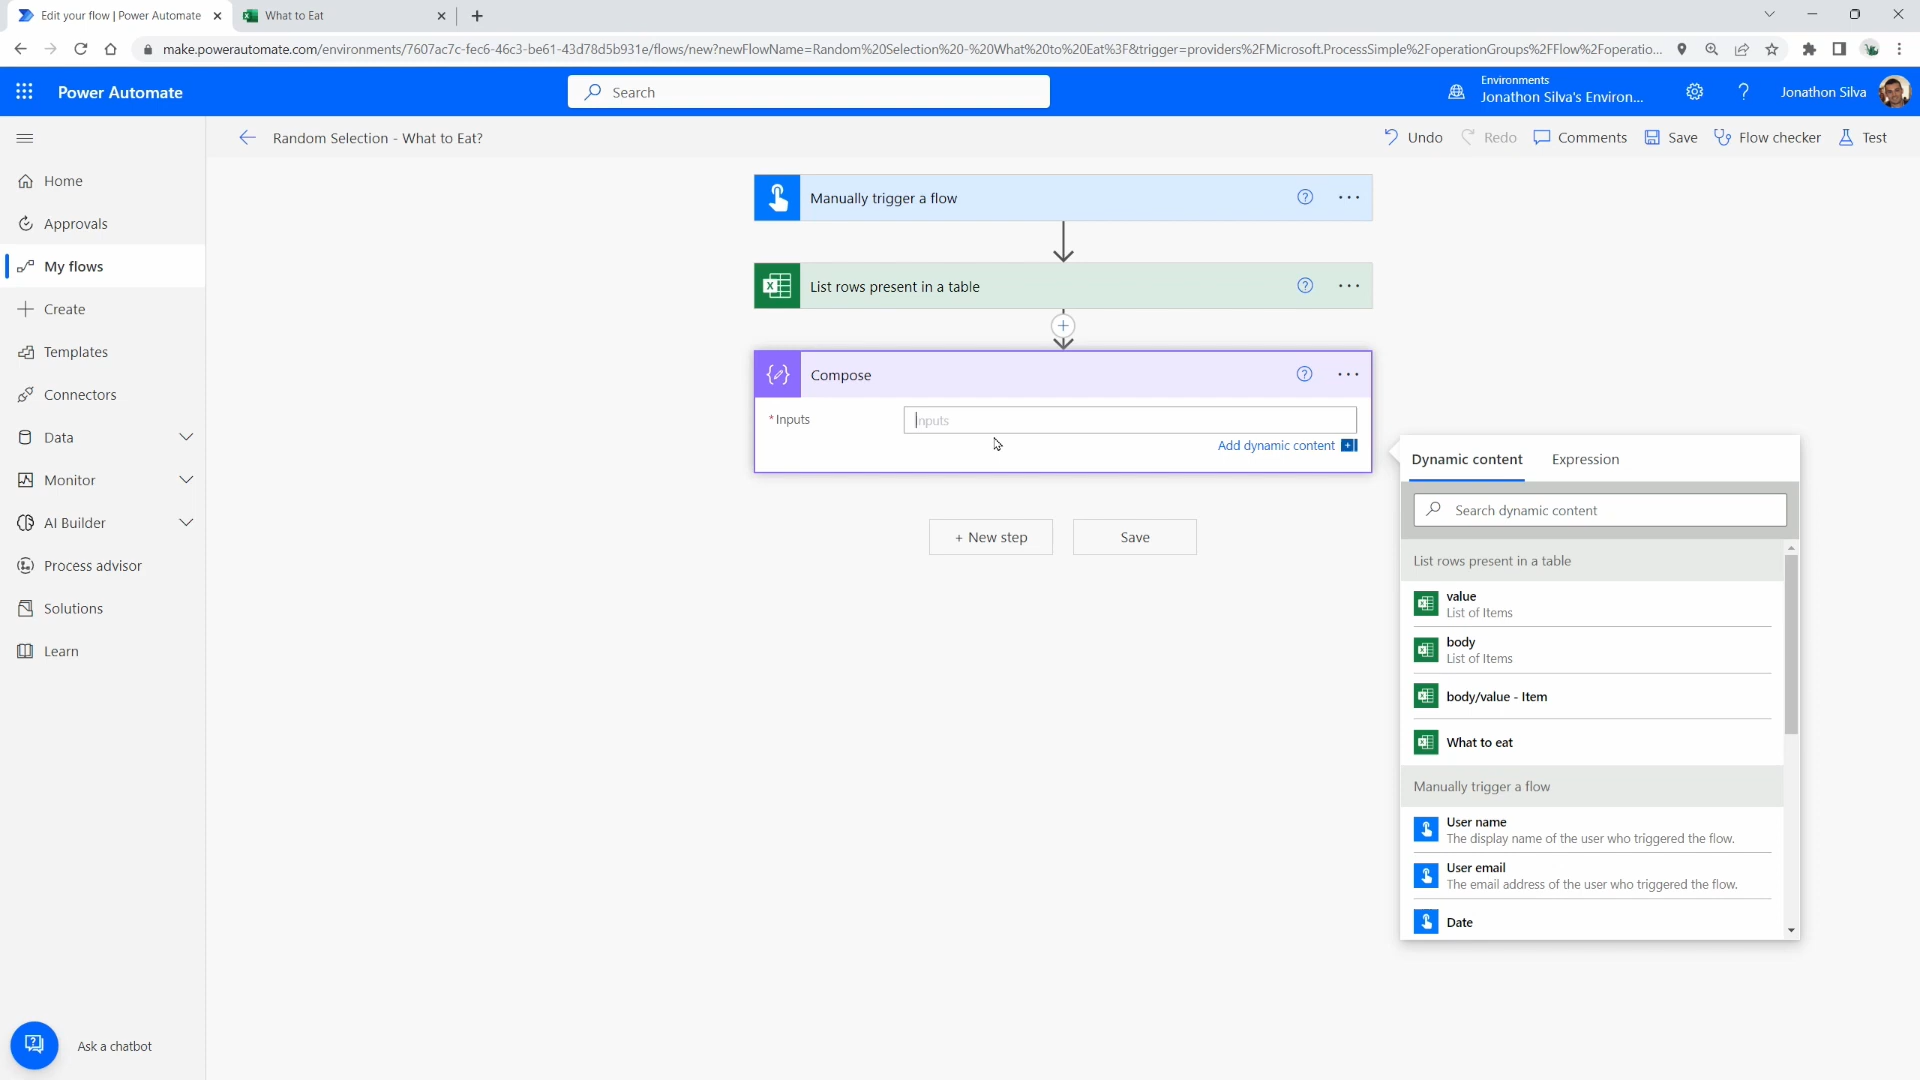 Edit your flow | Power Automate
What to Eat
make.powerautomate.com/environments/7607ac7c-fec6-46c3-be61-43d78d5b931e/flows/new?newFlowName=Random%20Selection%20-%20What%20to%20Eat%3F&trigger=providers%2FMicrosoft.ProcessSimple%2FoperationGroups%2FFlow%2Foperatio...
Power Automate
Search
Environments
Jonathon Silva's Environ...
Jonathon Silva
Random Selection - What to Eat?
Undo
Redo
Comments
Save
Flow checker
Test
Home
Approvals
My flows
Create
Templates
Connectors
Data
Monitor
AI Builder
Process advisor
Solutions
Learn
Ask a chatbot
Manually trigger a flow
List rows present in a table
Compose
* Inputs
Inputs
Add dynamic content
+ New step
Save
Dynamic content
Expression
Search dynamic content
List rows present in a table
value
List of Items
body
List of Items
body/value - Item
What to eat
Manually trigger a flow
User name
The display name of the user who triggered the flow.
User email
The email address of the user who triggered the flow.
Date